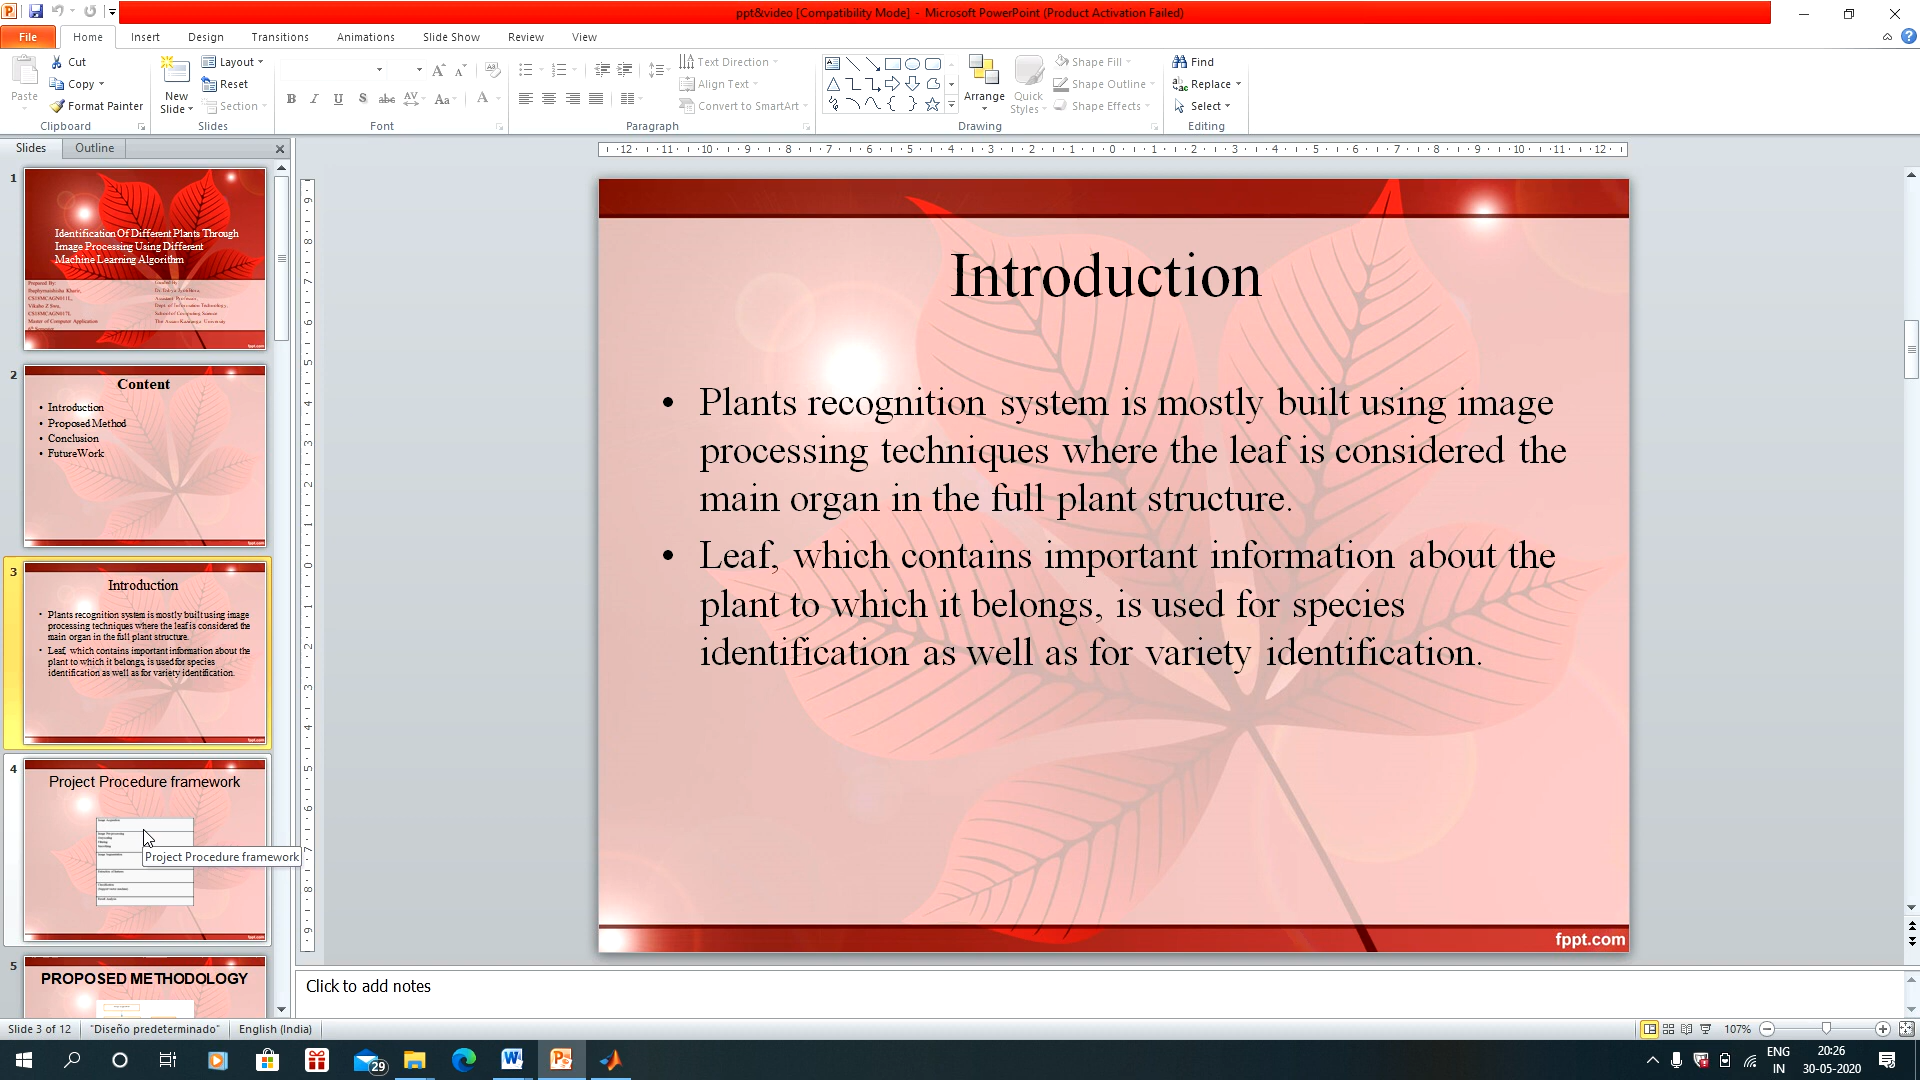 ppt&video [Compatibility Mode] - Microsoft PowerPoint (Product Activation Failed)
File Home Insert Design Transitions Animations Slide Show Review View
Paste
Cut
Copy
Format Painter
Clipboard
New Slide
Layout
Reset
Section
Slides
Font
Text Direction
Align Text
Convert to SmartArt
Paragraph
Arrange
Quick Styles
Shape Fill
Shape Outline
Shape Effects
Drawing
Find
Replace
Select
Editing
Slides Outline
1
Identification Of Different Plants Through
Image Processing Using Different
Machine Learning Algorithm
2
Content
• Introduction
• Proposed Method
• Conclusion
• Future Work
3
Introduction
• Plants recognition system is mostly built using image
processing techniques where the leaf is considered the
main organ in the full plant structure.
• Leaf, which contains important information about the
plant to which it belongs, is used for species
identification as well as for variety identification.
4
Project Procedure framework
Project Procedure framework
5
PROPOSED METHODOLOGY
Introduction
• Plants recognition system is mostly built using image
processing techniques where the leaf is considered the
main organ in the full plant structure.
• Leaf, which contains important information about the
plant to which it belongs, is used for species
identification as well as for variety identification.
fppt.com
Click to add notes
Slide 3 of 12 "Diseño predeterminado" English (India)
107%
29
ENG
IN
20:26
30-05-2020